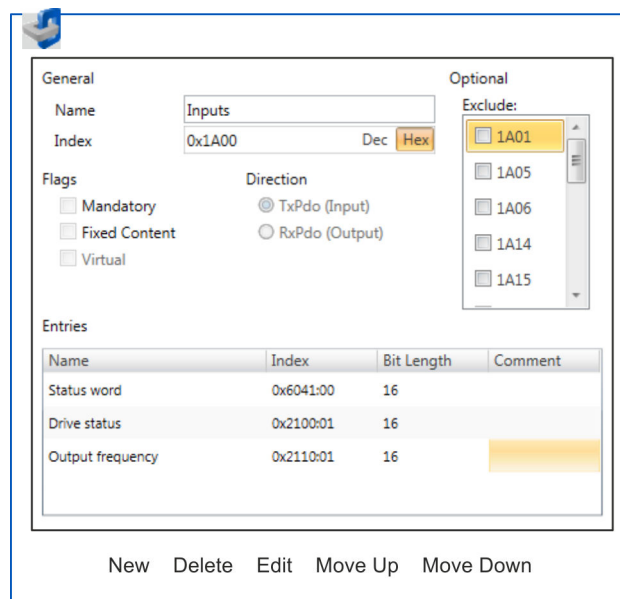 General
Optional
Name Inputs
Exclude:
Index 0x1A00 Dec Hex
1A01
1A05
1A06
1A14
1A15
Flags
Direction
Mandatory
TxPdo (Input)
Fixed Content
RxPdo (Output)
Virtual
Entries
Name Index Bit Length Comment
Status word 0x6041:00 16
Drive status 0x2100:01 16
Output frequency 0x2110:01 16
New Delete Edit Move Up Move Down